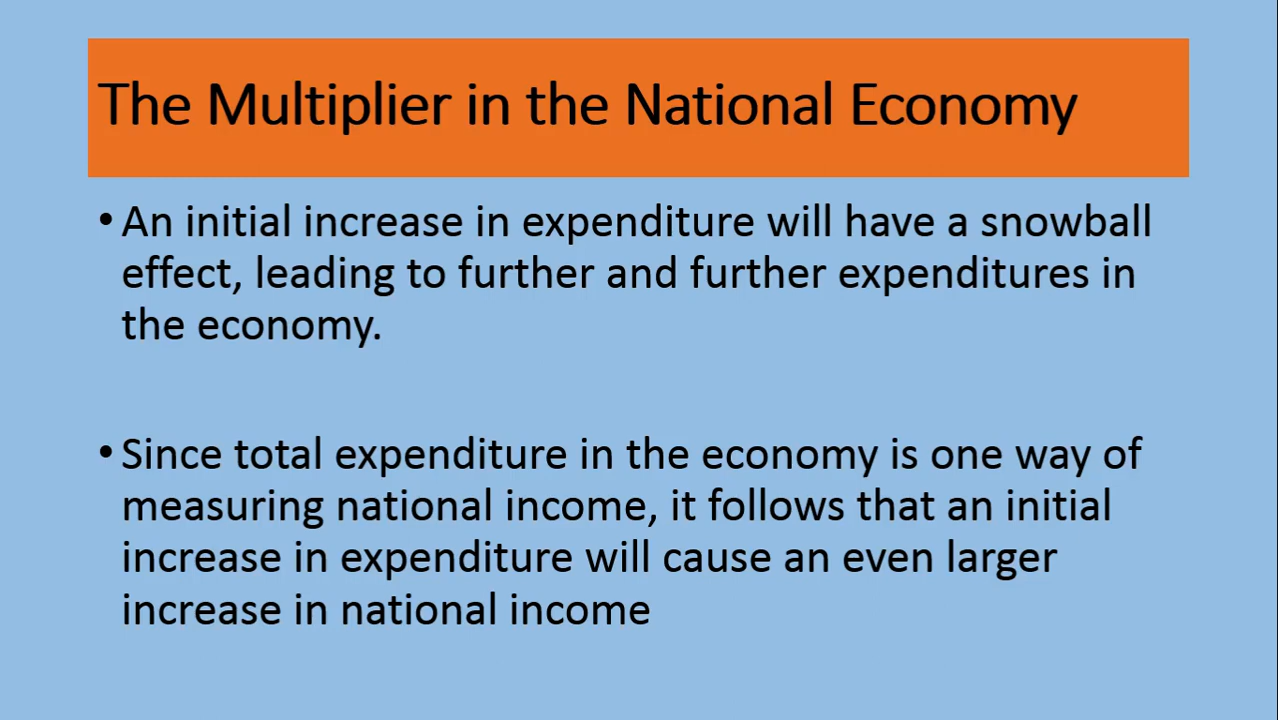 The Multiplier in the National Economy
• An initial increase in expenditure will have a snowball
effect, leading to further and further expenditures in
the economy.
• Since total expenditure in the economy is one way of
measuring national income, it follows that an initial
increase in expenditure will cause an even larger
increase in national income